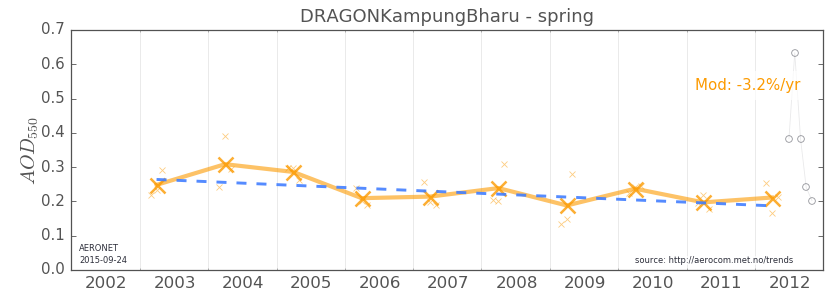 DRAGONKampungBharu - spring
0.7
0.6
0.5
0.4
0.3
0.2
0.1
0.0
AOD550
Mod: -3.2%/yr
AERONET
2015-09-24
source: http://aerocom.met.no/trends
2002 2003 2004 2005 2006 2007 2008 2009 2010 2011 2012